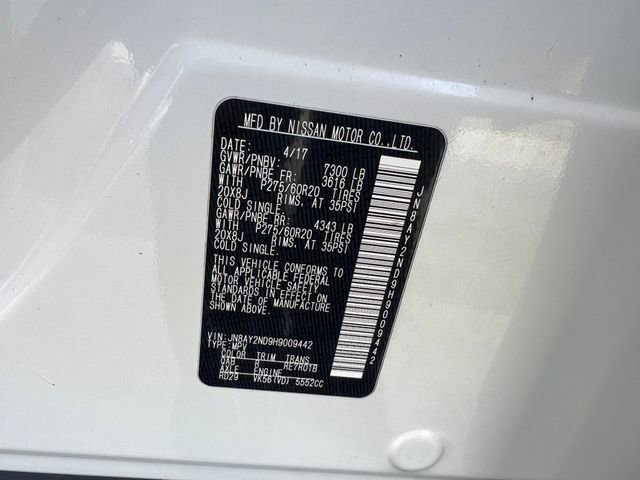 MFD BY NISSAN MOTOR CO.,LTD.
DATE: 4/17
GVWR/PNBV: 7300 LB
GAWR/PNBE FR: 3616 LB
WITH P275/60R20 TIRES
20X8J RIMS, AT 35PSI
COLD SINGLE.
GAWR/PNBE RR: 4343 LB
WITH P275/60R20 TIRES
20X8J RIMS, AT 35PSI
COLD SINGLE.
THIS VEHICLE CONFORMS TO
ALL APPLICABLE FEDERAL
MOTOR VEHICLE SAFETY
STANDARDS IN EFFECT ON
THE DATE OF MANUFACTURE
SHOWN ABOVE.
VIN: JN8AY2ND9H9009442
TYPE: MPV
COLOR TRIM TRANS
QAB R RE7R01B
AXLE ENGINE
RD29 VK56(VD) 5552CC
JN8AY2ND9H9009442